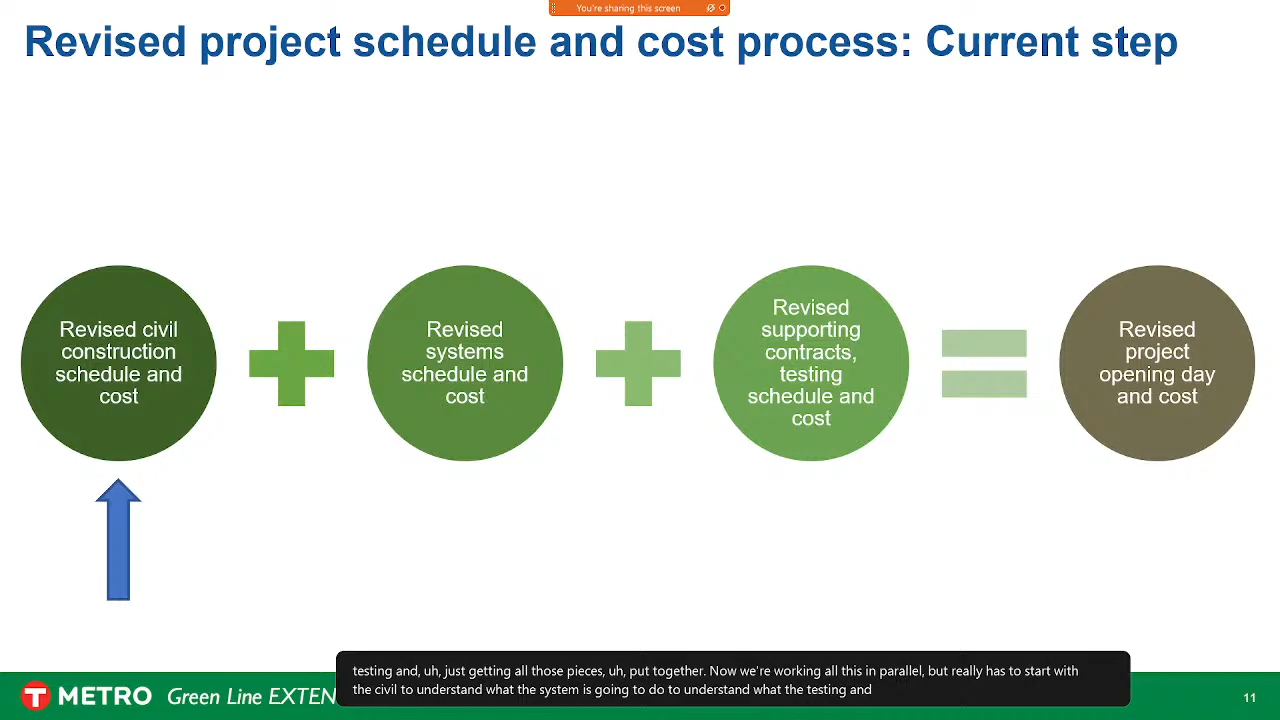 You're sharing this screen
Revised project schedule and cost process: Current step
Revised civil
construction
schedule and
cost
Revised
systems
schedule and
cost
Revised
supporting
contracts,
testing
schedule and
cost
Revised
project
opening day
and cost
testing and, uh, just getting all those pieces, uh, put together. Now we're working all this in parallel, but really has to start with
the civil to understand what the system is going to do to understand what the testing and
T METRO Green Line EXTEN
11